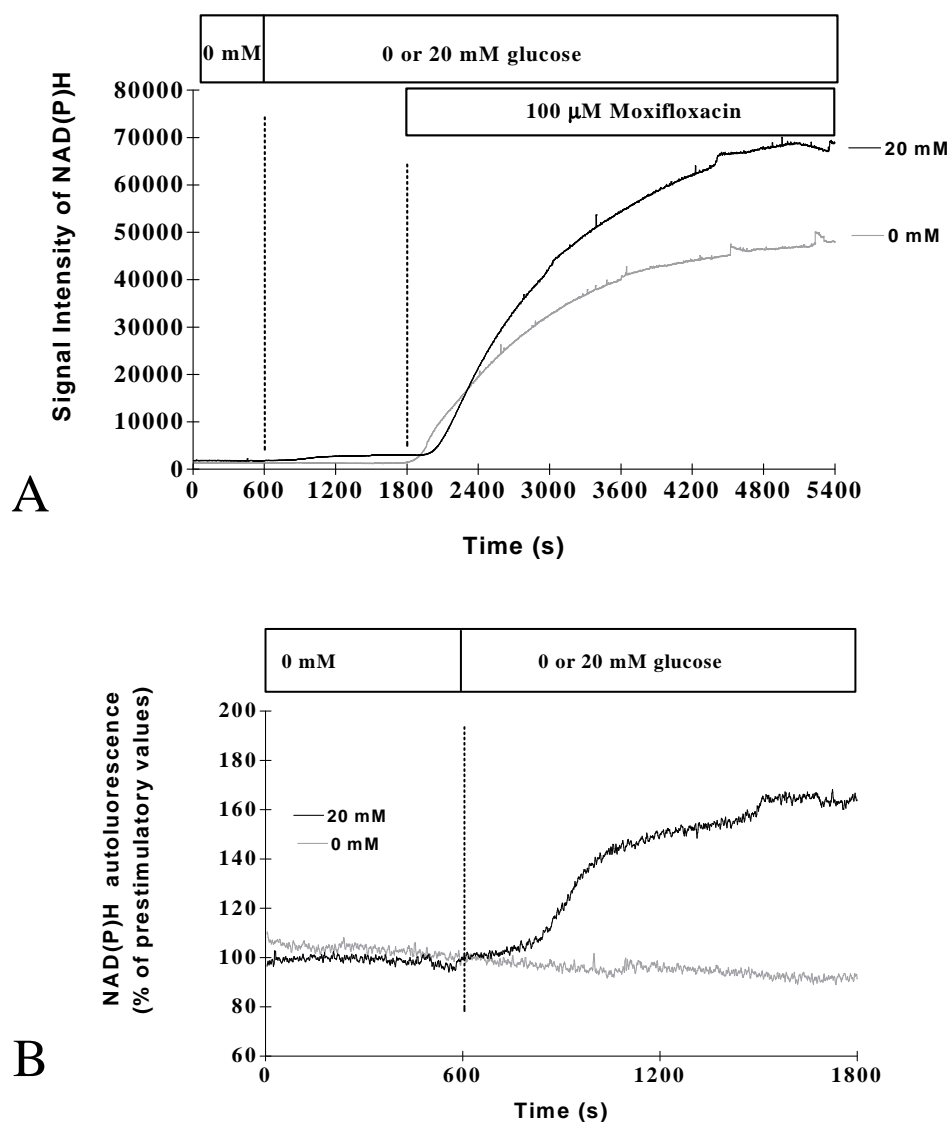 0 mM 0 or 20 mM glucose
100 µM Moxifloxacin
Signal Intensity of NAD(P)H
80000
70000
60000
50000
40000
30000
20000
10000
0
20 mM
0 mM
0 600 1200 1800 2400 3000 3600 4200 4800 5400
Time (s)
A
0 mM 0 or 20 mM glucose
NAD(P)H autoluorescence
(% of prestimulatory values)
200
180
160
140
120
100
80
60
20 mM
0 mM
0 600 1200 1800
Time (s)
B